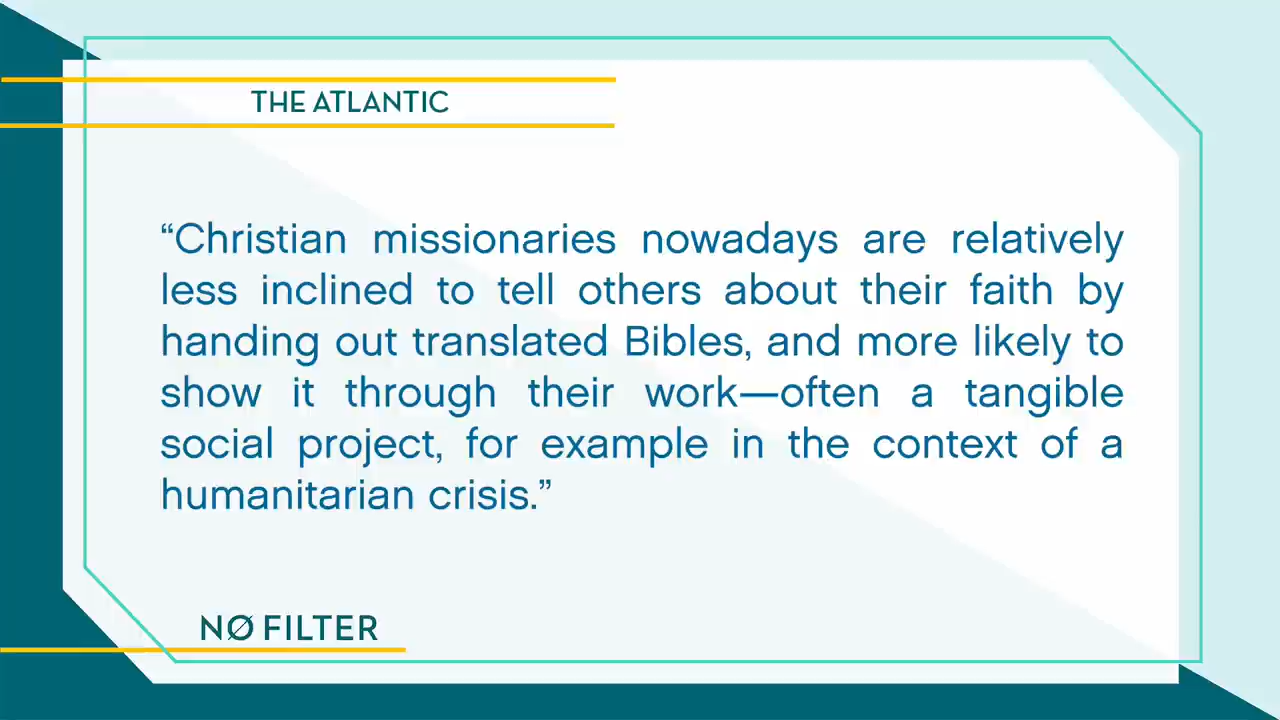 THE ATLANTIC
“Christian missionaries nowadays are relatively
less inclined to tell others about their faith by
handing out translated Bibles, and more likely to
show it through their work—often a tangible
social project, for example in the context of a
humanitarian crisis.”
NØ FILTER